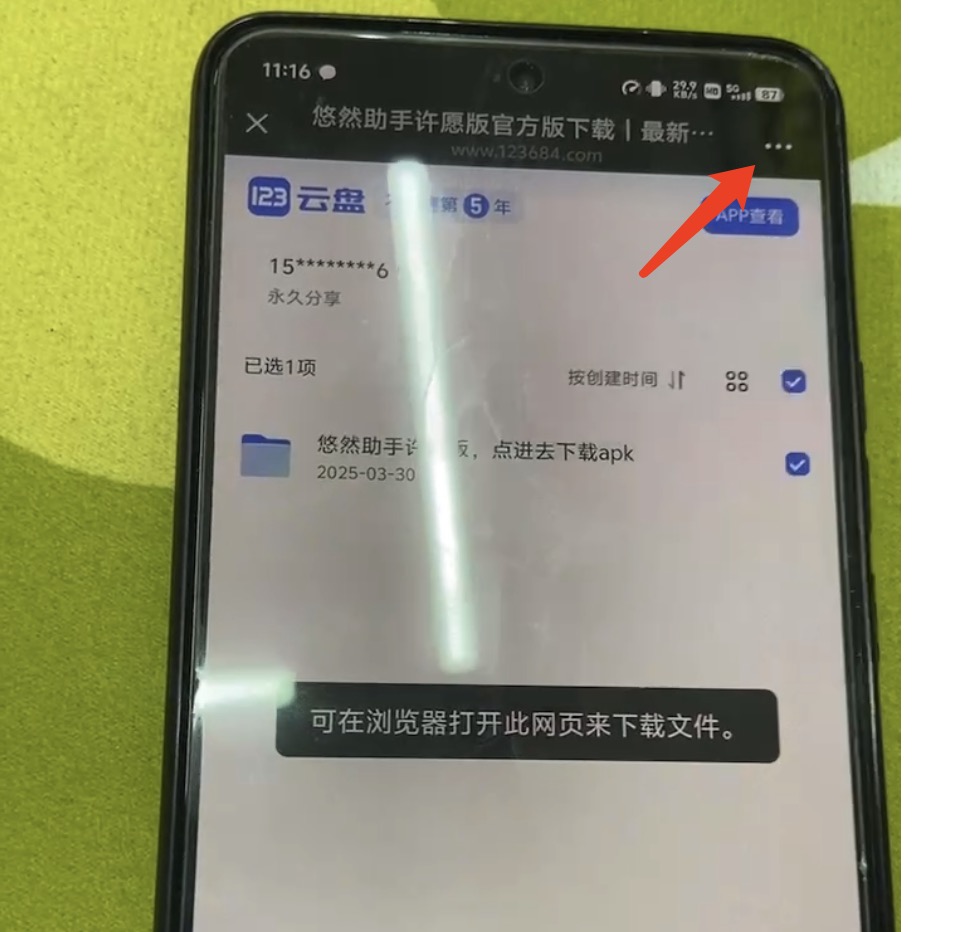 11:16
29.9 KB/s HD 5G 87
悠然助手许愿版官方版下载丨最新…
www.123684.com
123云盘
第5年
APP查看
15********6
永久分享
已选1项
按创建时间
悠然助手许 版，点进去下载apk
2025-03-30
可在浏览器打开此网页来下载文件。